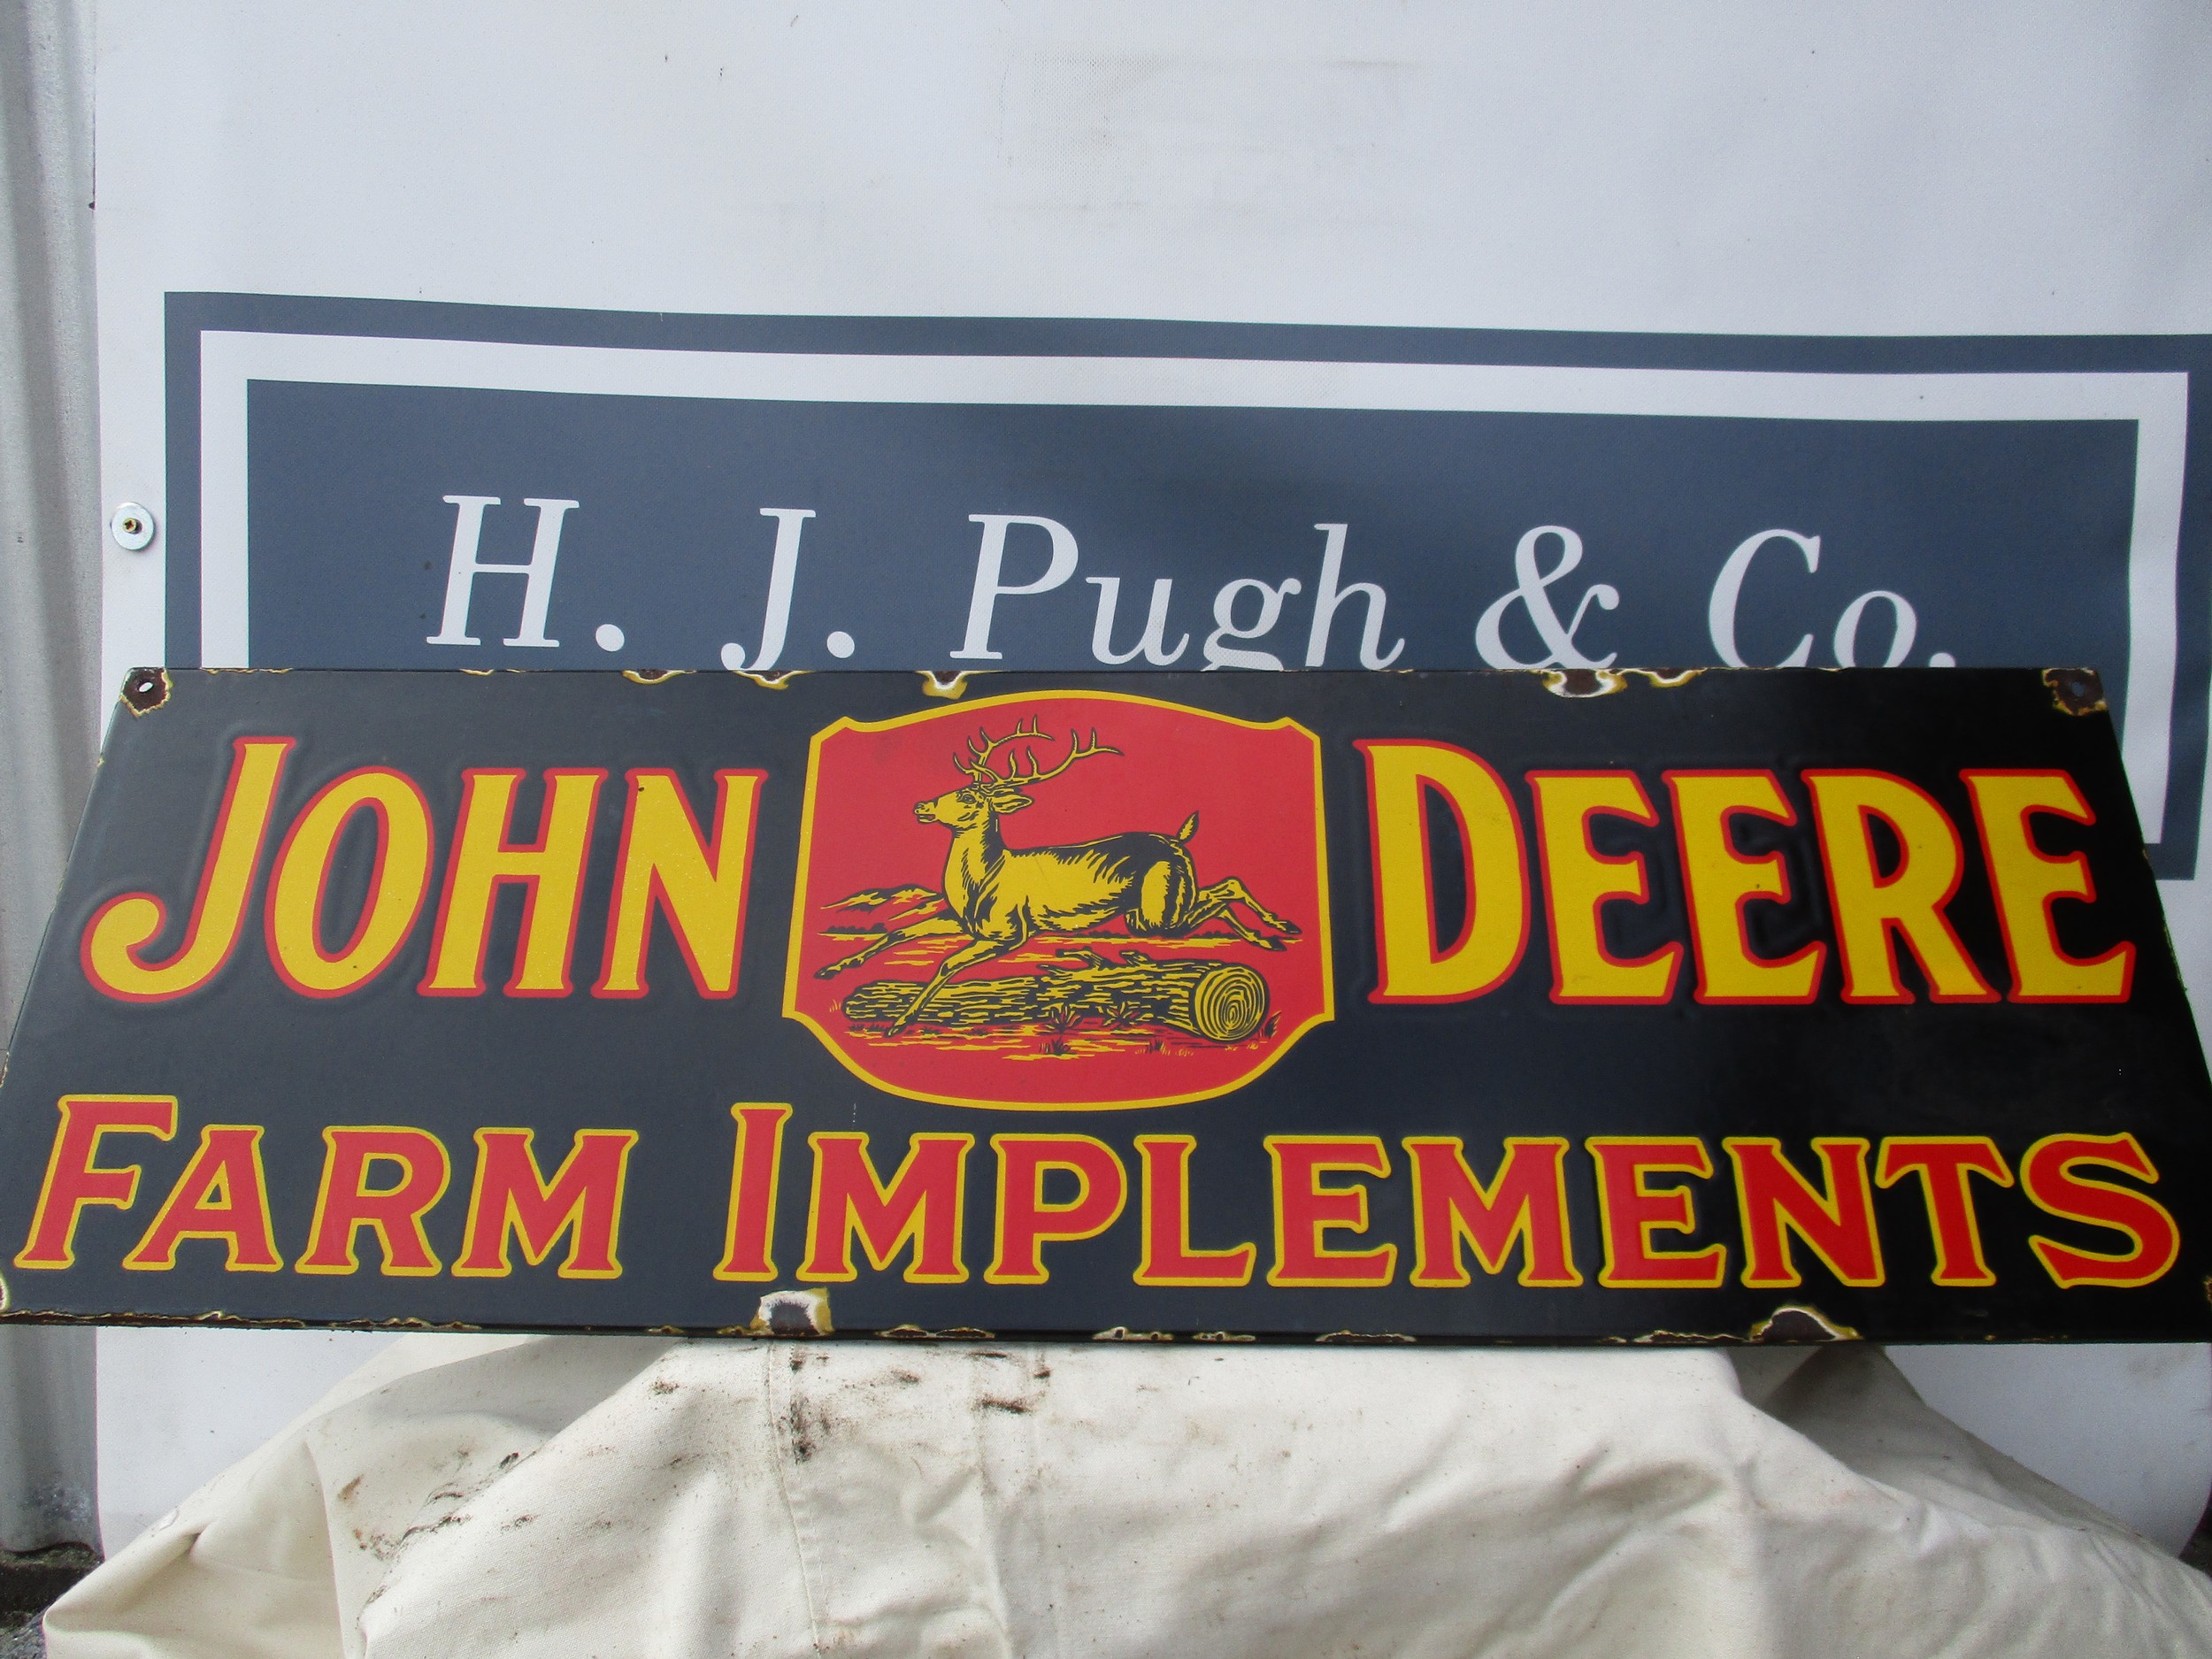 H. J. Pugh & Co.
JOHN DEERE
FARM IMPLEMENTS